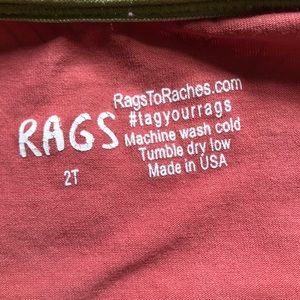 RAGS
2T
RagsToRaches.com
#tagyourrags
Machine wash cold
Tumble dry low
Made in USA